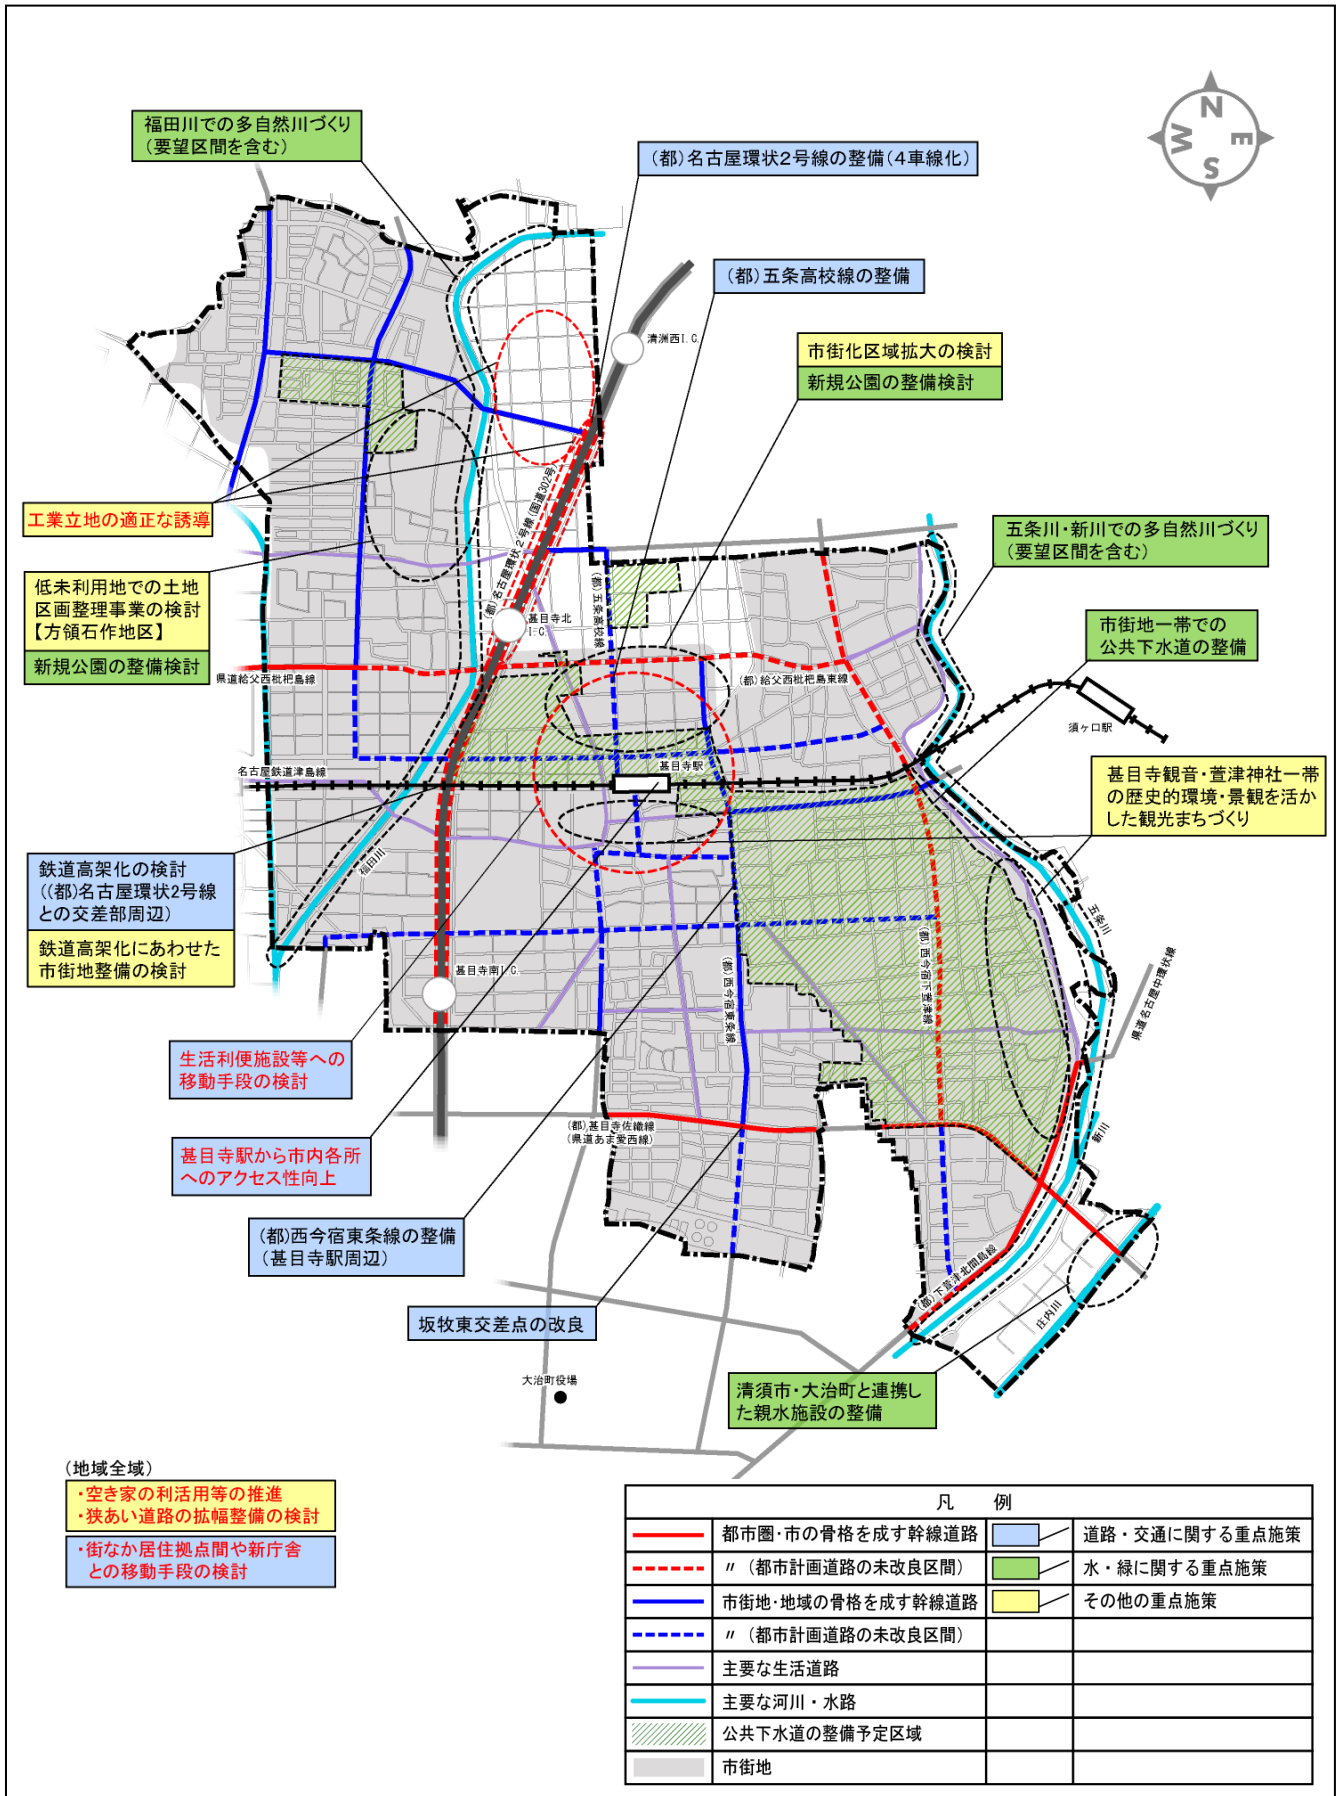 福田川での多自然川づくり
(要望区間を含む)
(都)名古屋環状2号線の整備(4車線化)
(都)五条高校線の整備
市街化区域拡大の検討
新規公園の整備検討
N
E
S
W
清洲西I.C.
工業立地の適正な誘導
低未利用地での土地
区画整理事業の検討
【方領石作地区】
新規公園の整備検討
五条川・新川での多自然川づくり
(要望区間を含む)
市街地一帯での
公共下水道の整備
(都)名古屋環状2号線(国道302号)
(都)五条高校線
甚目寺北
I.C.
県道給父西枇杷島線
(都)給父西枇杷島東線
須ヶ口駅
名古屋鉄道津島線
甚目寺駅
甚目寺観音・萱津神社一帯
の歴史的環境・景観を活か
した観光まちづくり
鉄道高架化の検討
((都)名古屋環状2号線
との交差部周辺)
鉄道高架化にあわせた
市街地整備の検討
福田川
五条川
甚目寺南I.C.
(都)西今宿東条線
(都)西今宿下萱津線
県道名古屋中環状線
生活利便施設等への
移動手段の検討
(都)甚目寺佐織線
(県道あま愛西線)
新川
甚目寺駅から市内各所
へのアクセス性向上
(都)西今宿東条線の整備
(甚目寺駅周辺)
(都)下萱津北間島線
庄内川
坂牧東交差点の改良
大治町役場
清須市・大治町と連携し
た親水施設の整備
(地域全域)
・空き家の利活用等の推進
・狭あい道路の拡幅整備の検討
・街なか居住拠点間や新庁舎
との移動手段の検討
凡 例
都市圏・市の骨格を成す幹線道路
道路・交通に関する重点施策
〃 (都市計画道路の未改良区間)
水・緑に関する重点施策
市街地・地域の骨格を成す幹線道路
その他の重点施策
〃 (都市計画道路の未改良区間)
主要な生活道路
主要な河川・水路
公共下水道の整備予定区域
市街地